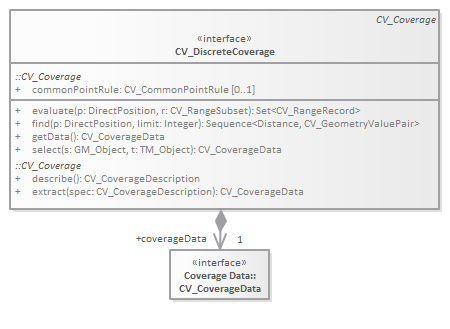 CV_Coverage
«interface»
CV_DiscreteCoverage
::CV_Coverage
+ commonPointRule: CV_CommonPointRule [0..1]
+ evaluate(p: DirectPosition, r: CV_RangeSubset): Set<CV_RangeRecord>
+ find(p: DirectPosition, limit: Integer): Sequence<Distance, CV_GeometryValuePair>
+ getData(): CV_CoverageData
+ select(s: GM_Object, t: TM_Object): CV_CoverageData
::CV_Coverage
+ describe(): CV_CoverageDescription
+ extract(spec: CV_CoverageDescription): CV_CoverageData
+coverageData 1
«interface»
Coverage Data::
CV_CoverageData